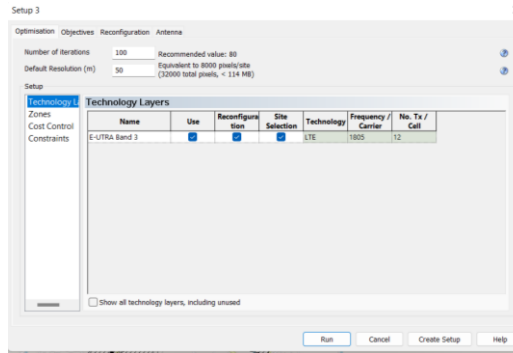 Setup 3
Optimisation Objectives Reconfiguration Antenna
Number of iterations 100 Recommended value: 80
Default Resolution (m) 50 Equivalent to 8000 pixels/site
(32000 total pixels, < 114 MB)
Setup
Technology La
Zones
Cost Control
Constraints
Technology Layers
Name Use Reconfigura
tion Site
Selection Technology Frequency /
Carrier No. Tx /
Cell
E-UTRA Band 3 LTE 1805 12
Show all technology layers, including unused
Run Cancel Create Setup Help